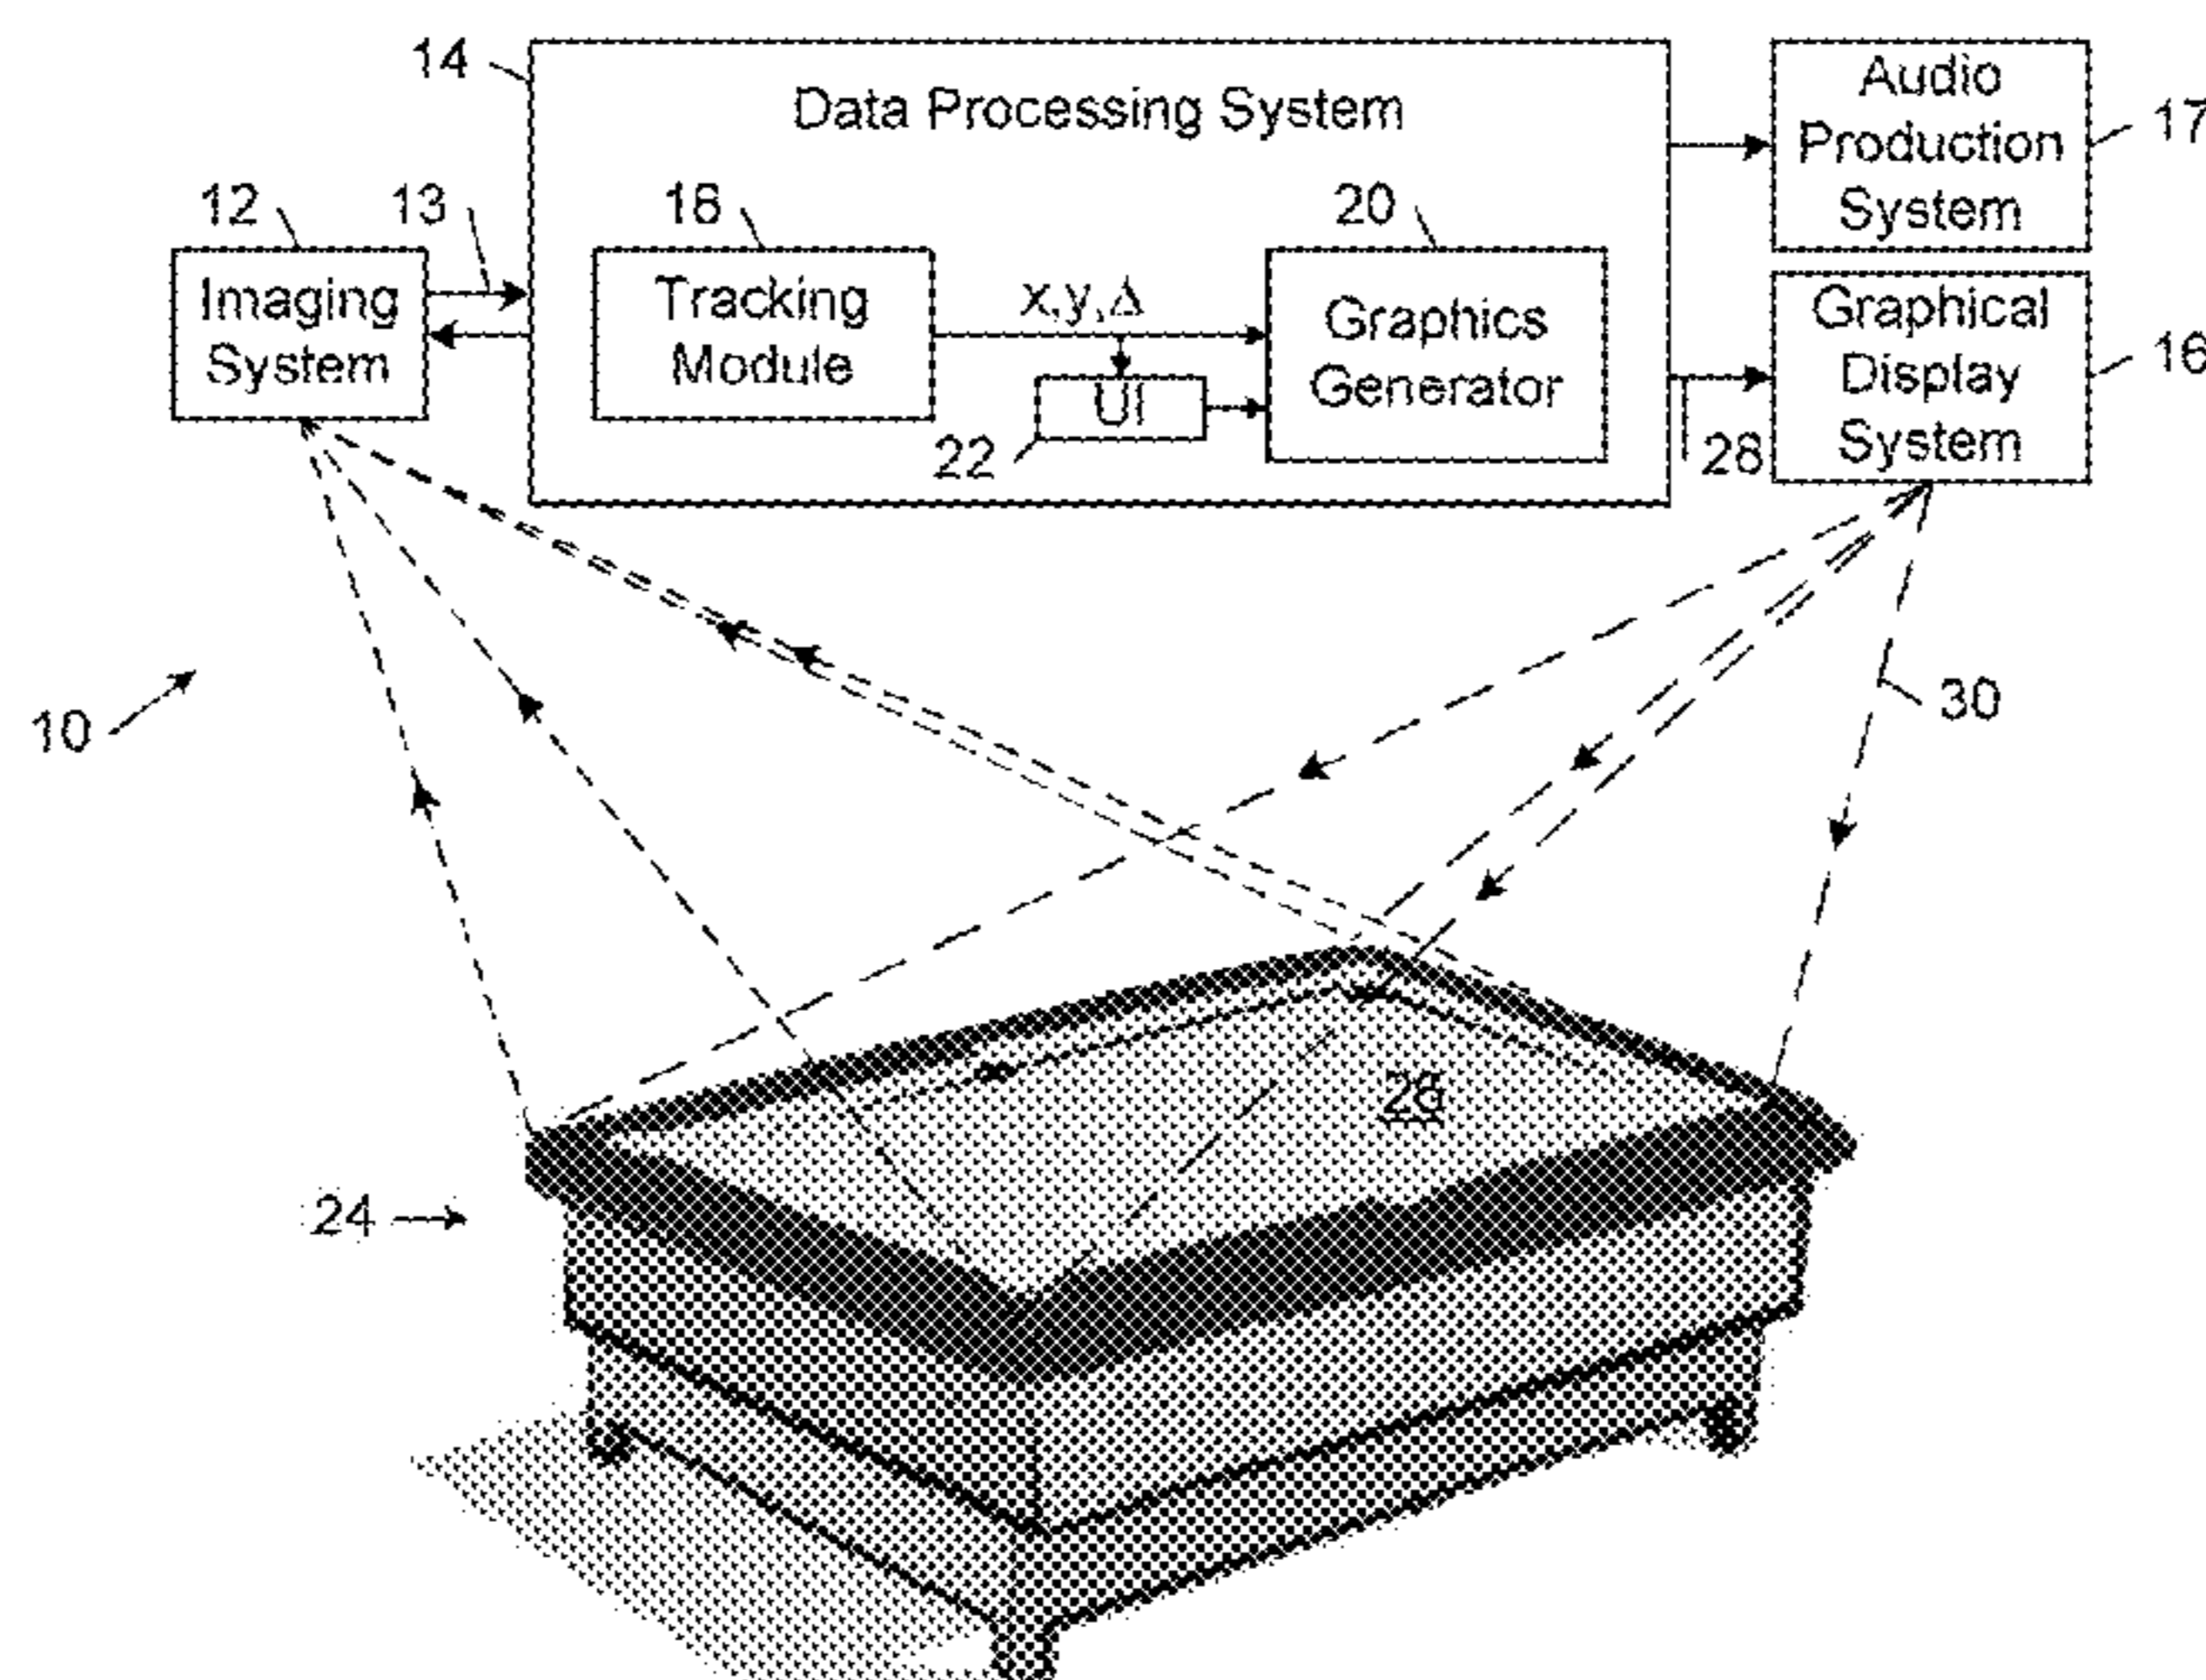 14
Data Processing System
Audio
Production
System
17
12
13
18
20
Imaging
System
Tracking
Module
x,y,Δ
UI
22
Graphics
Generator
28
Graphical
Display
System
16
10
30
26
24